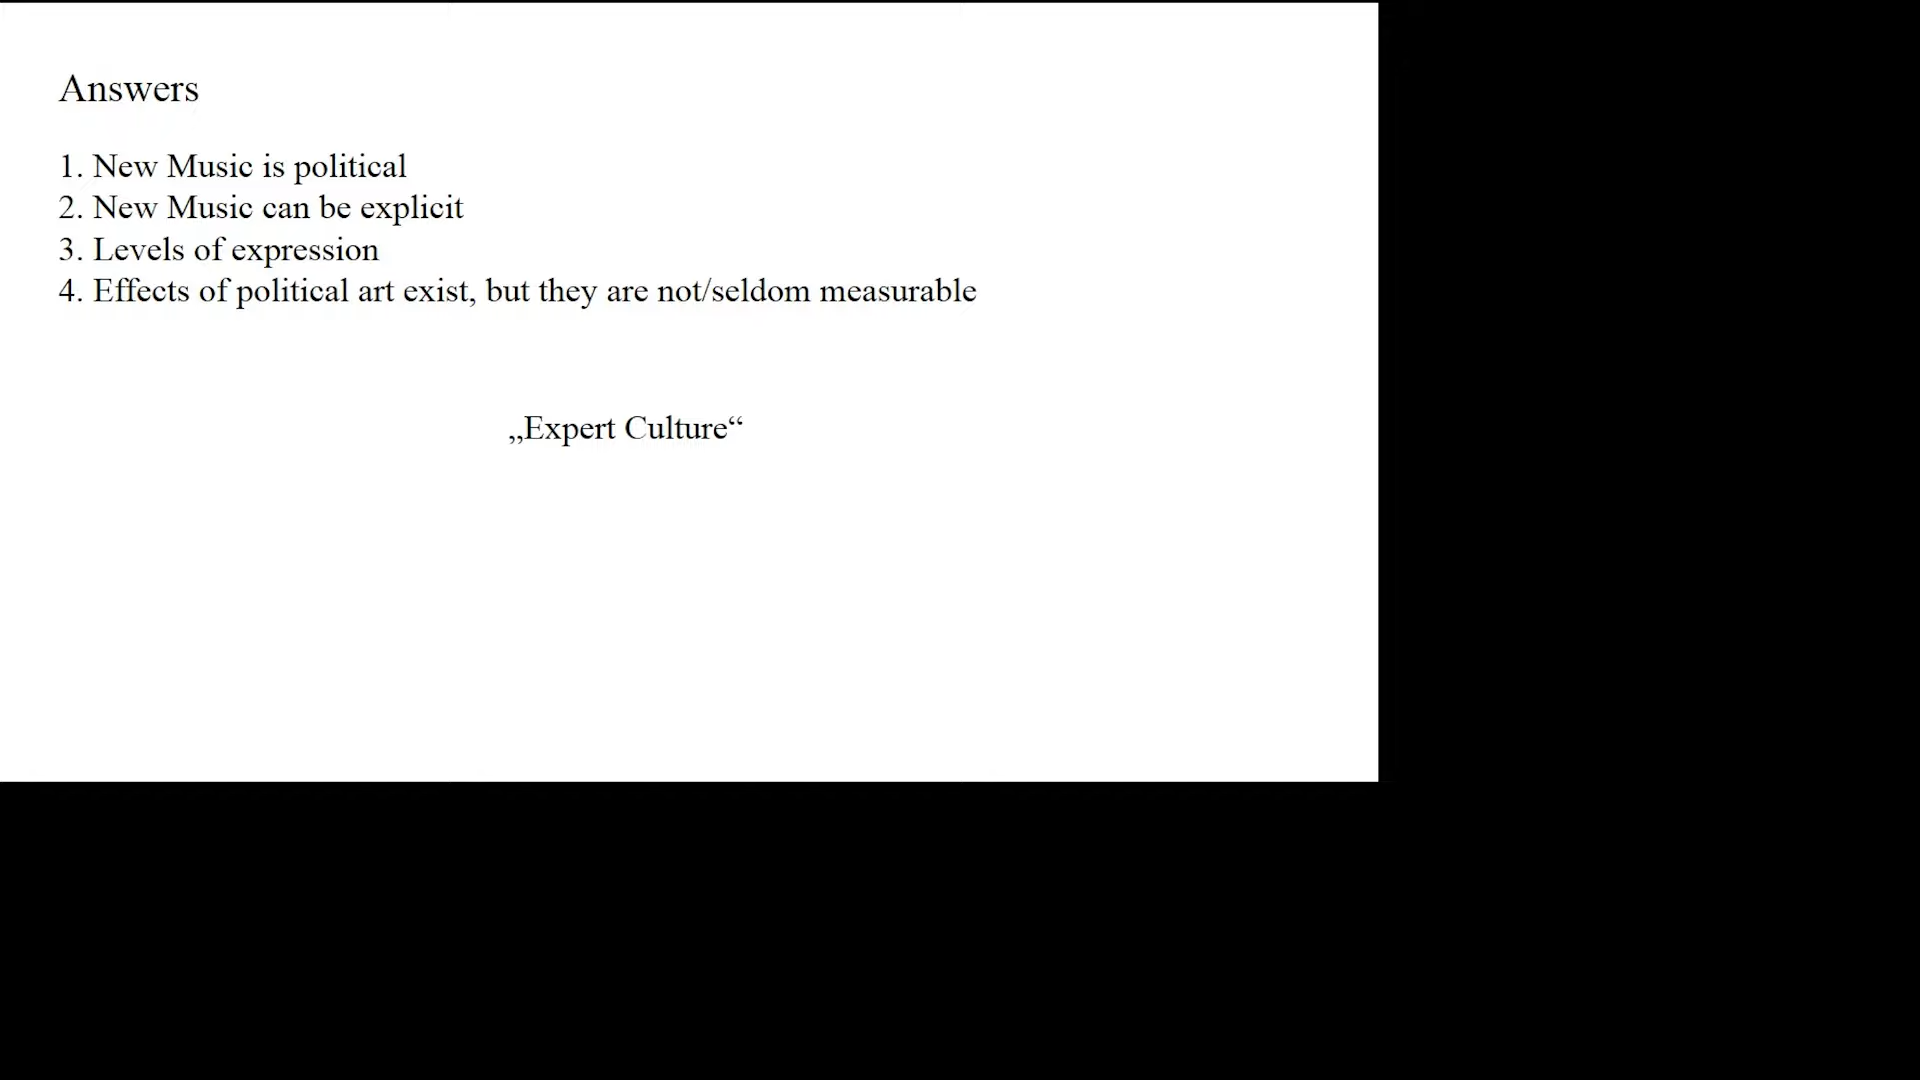 Answers
1. New Music is political
2. New Music can be explicit
3. Levels of expression
4. Effects of political art exist, but they are not/seldom measurable
„Expert Culture“